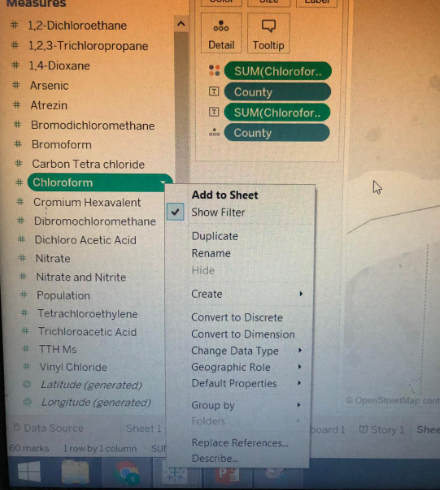 Measures
1,2-Dichloroethane
1,2,3-Trichloropropane
1,4-Dioxane
Arsenic
Atrezin
Bromodichloromethane
Bromoform
Carbon Tetra chloride
Chloroform
Cromium Hexavalent
Dibromochloromethane
Dichloro Acetic Acid
Nitrate
Nitrate and Nitrite
Population
Tetrachloroethylene
Trichloroacetic Acid
TTH Ms
Vinyl Chloride
Latitude (generated)
Longitude (generated)
Color Size Label
Detail Tooltip
SUM(Chlorofor..
County
SUM(Chlorofor..
County
Add to Sheet
Show Filter
Duplicate
Rename
Hide
Create
Convert to Discrete
Convert to Dimension
Change Data Type
Geographic Role
Default Properties
Group by
Folders
Replace References...
Describe...
© OpenStreetMap con
Data Source Sheet 1 board 1 Story 1 Shee
60 marks 1 row by 1 column SU